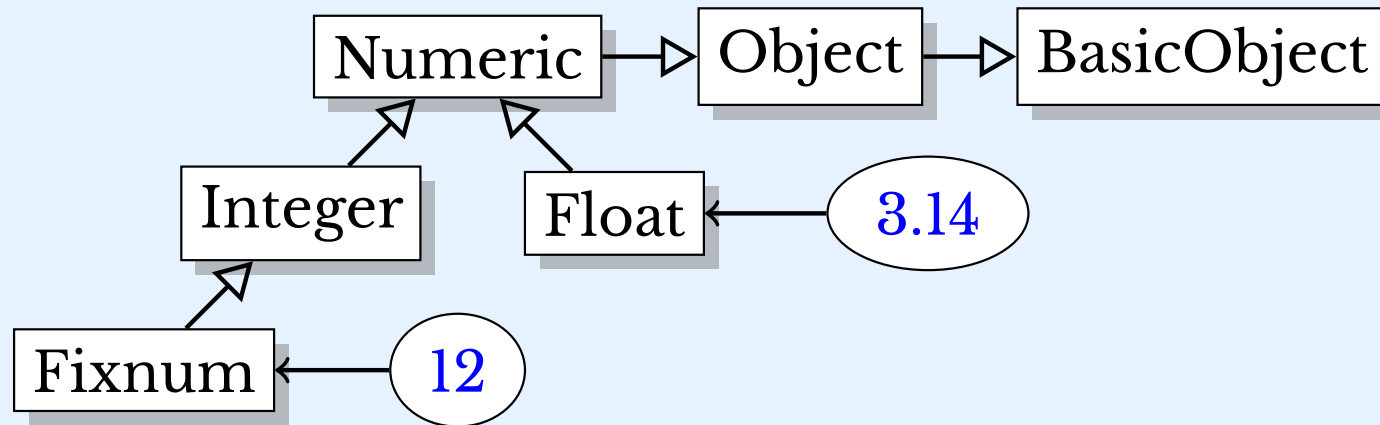 Numeric
Object
BasicObject
Integer
Float
3.14
Fixnum
12